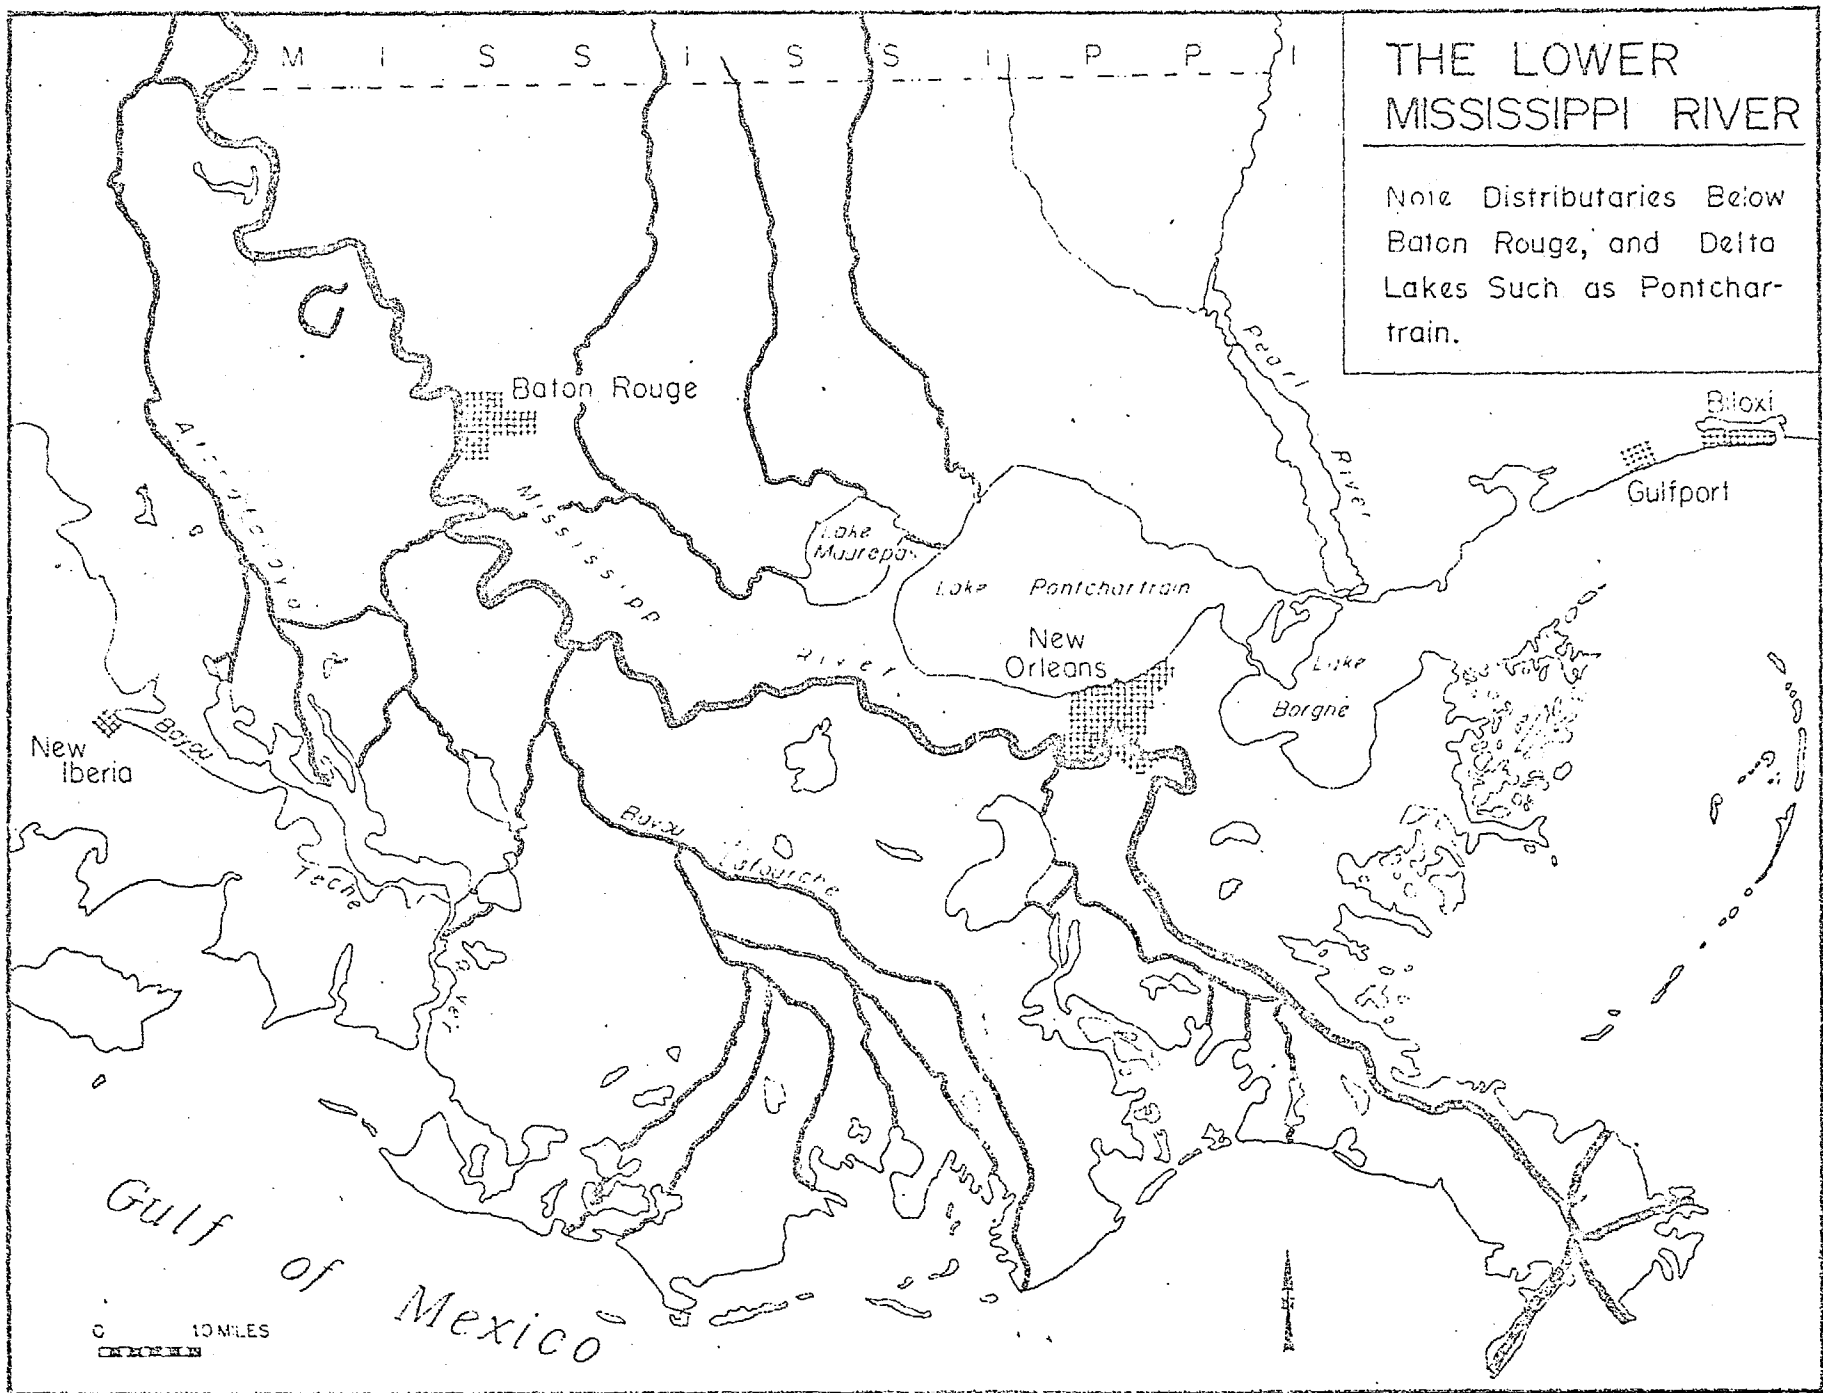 MISSISSIPPI
THE LOWER
MISSISSIPPI RIVER
Note Distributaries Below
Baton Rouge, and Delta
Lakes Such as Pontchar-
train.
Pearl River
Biloxi
Gulfport
Baton Rouge
Mississipp
River
Lake
Maurepas
Lake Pontchartrain
New
Orleans
Lake
Borgne
New
Iberia
Bayou
Teche
Bayou
Lafourche
Gulf of Mexico
0 10 MILES